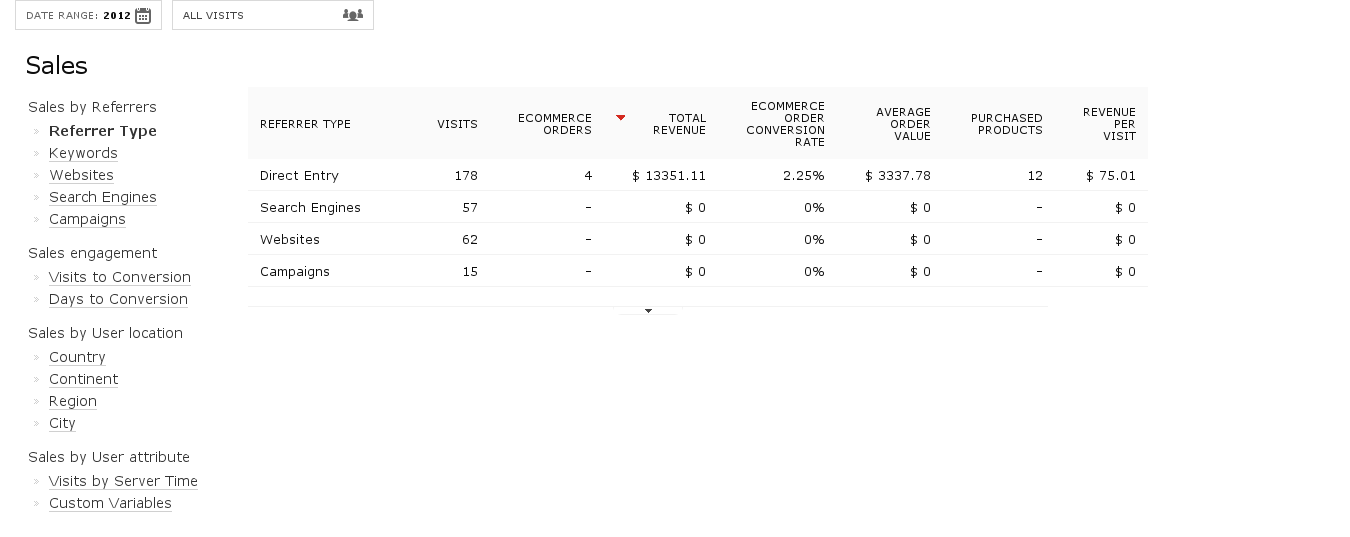 DATE RANGE: 2012
ALL VISITS
Sales
Sales by Referrers
» Referrer Type
» Keywords
» Websites
» Search Engines
» Campaigns
Sales engagement
» Visits to Conversion
» Days to Conversion
Sales by User location
» Country
» Continent
» Region
» City
Sales by User attribute
» Visits by Server Time
» Custom Variables
REFERRER TYPE VISITS ECOMMERCE ORDERS TOTAL REVENUE ECOMMERCE ORDER CONVERSION RATE AVERAGE ORDER VALUE PURCHASED PRODUCTS REVENUE PER VISIT
Direct Entry 178 4 $ 13351.11 2.25% $ 3337.78 12 $ 75.01
Search Engines 57 - $ 0 0% $ 0 - $ 0
Websites 62 - $ 0 0% $ 0 - $ 0
Campaigns 15 - $ 0 0% $ 0 - $ 0